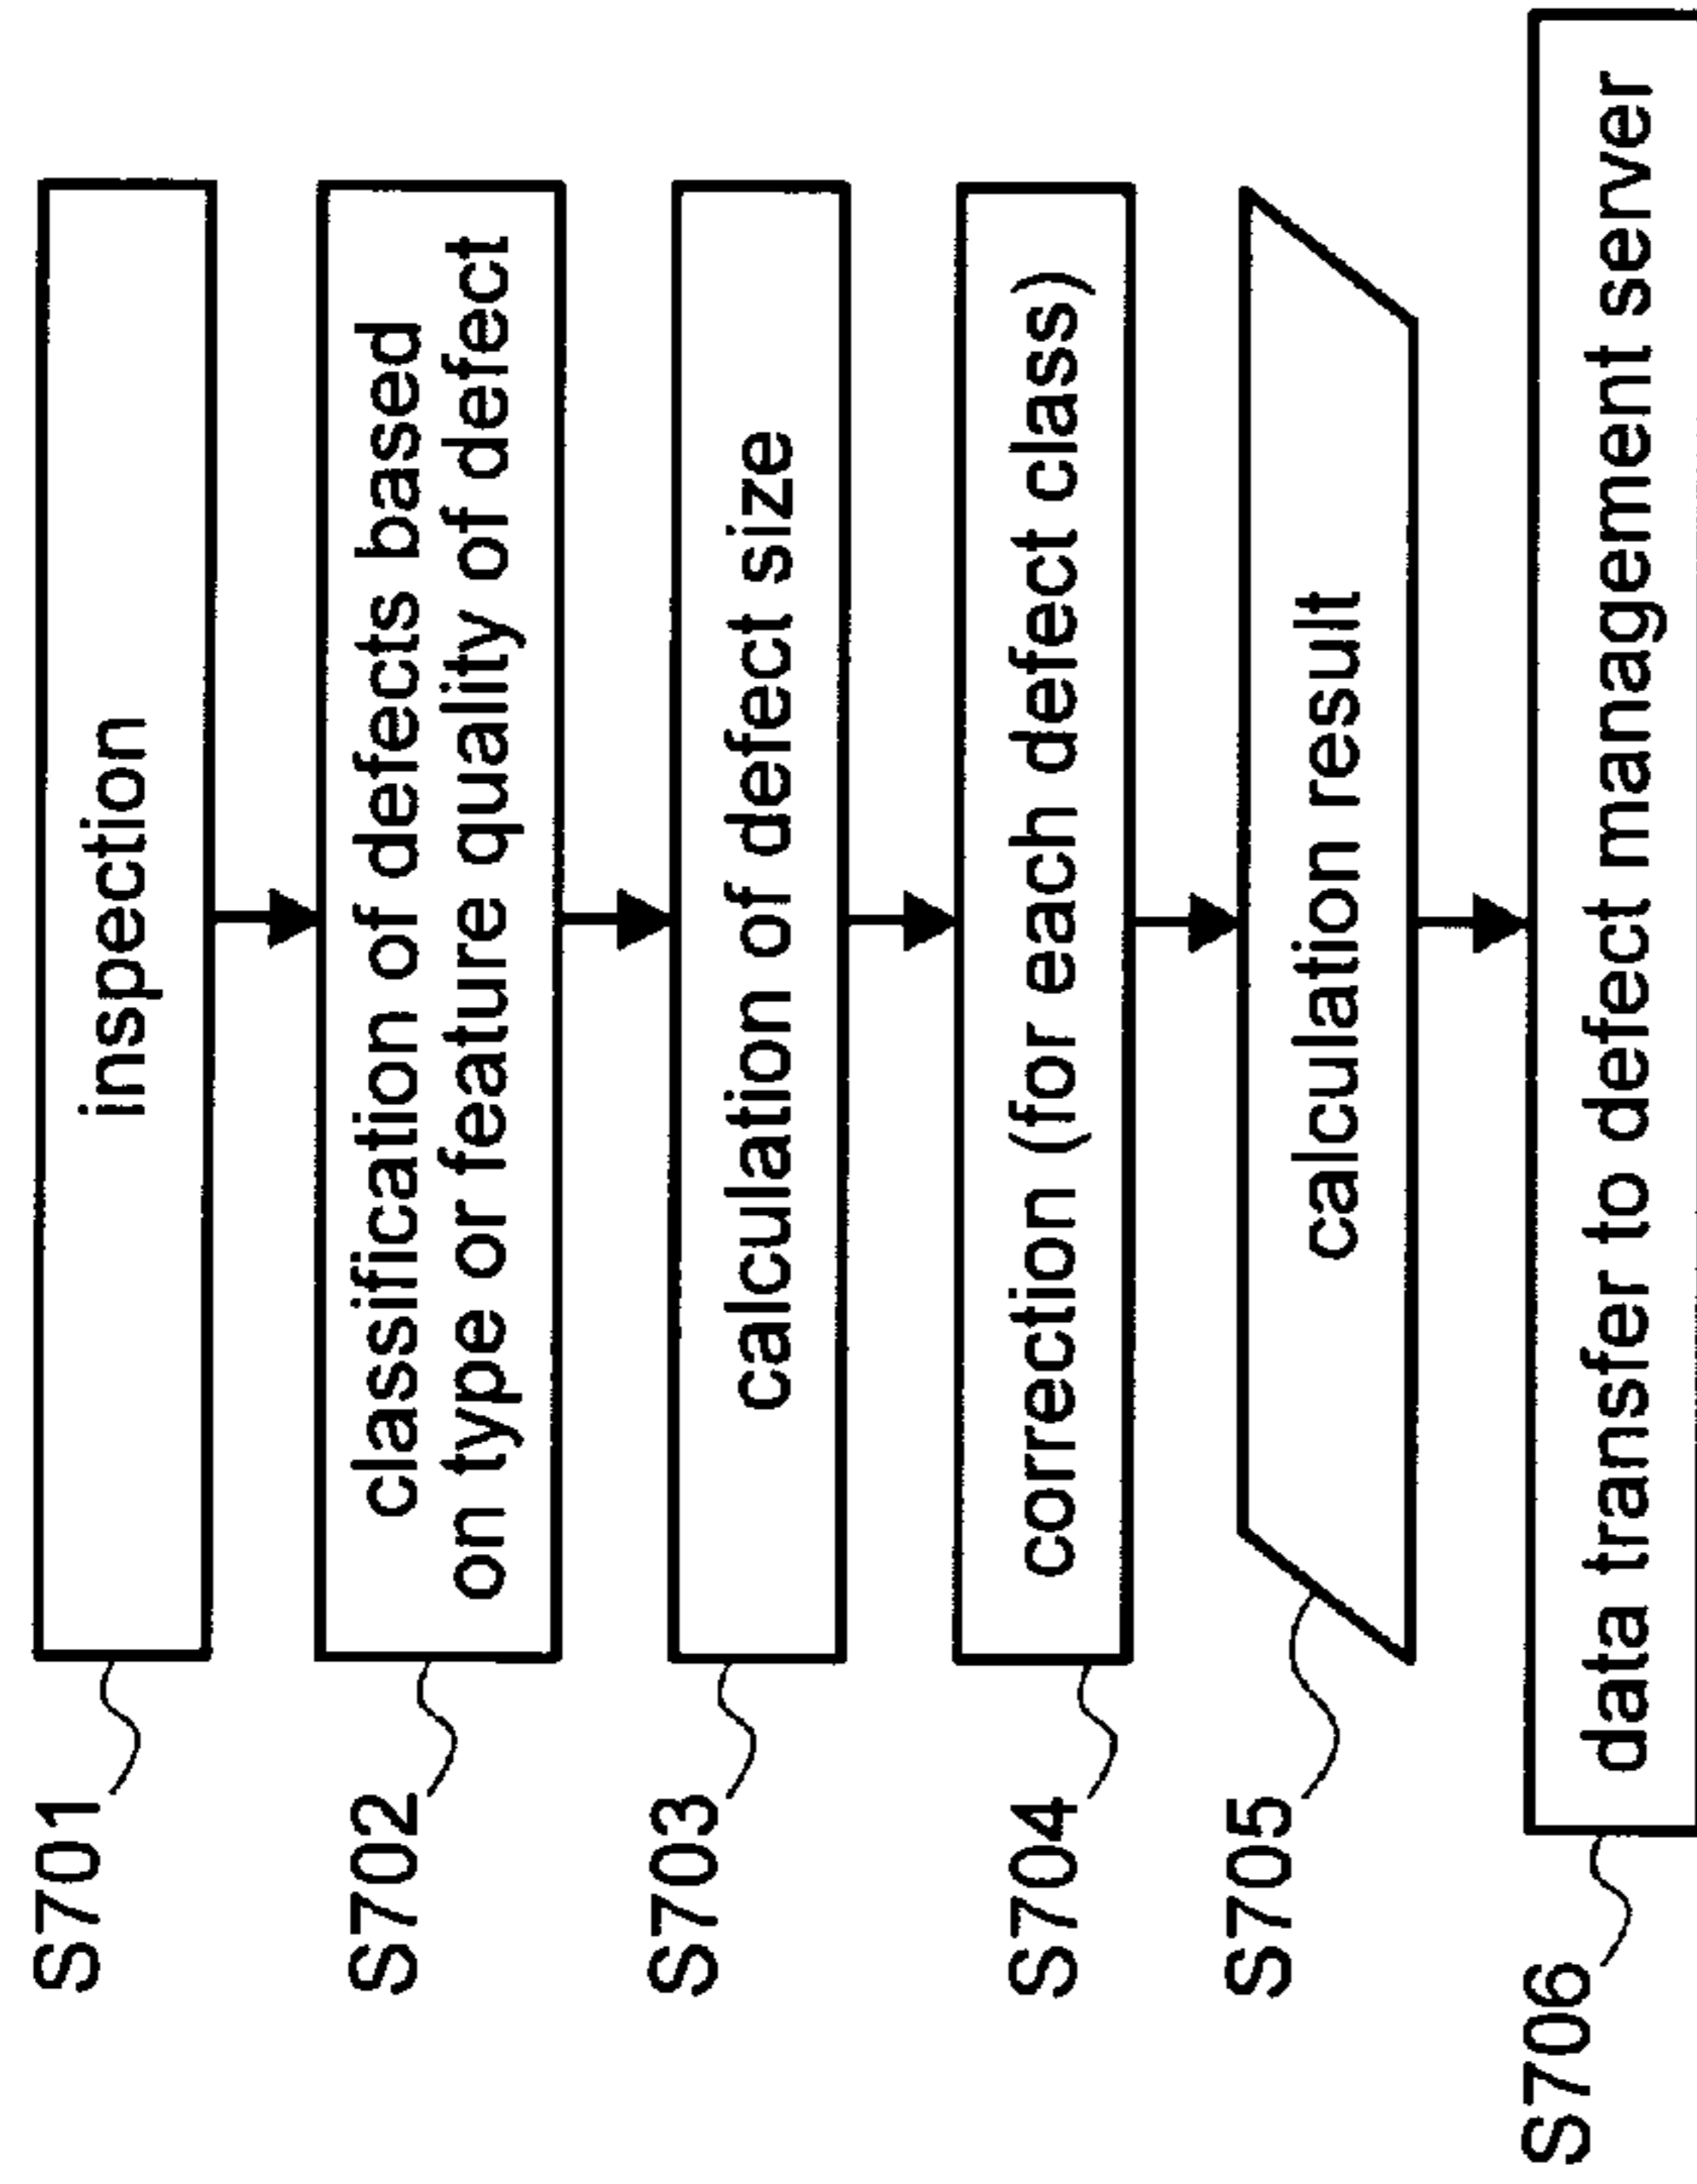 S701
inspection
S702
classification of defects based
on type or feature quality of defect
S703
calculation of defect size
S704
correction (for each defect class)
S705
calculation result
S706
data transfer to defect management server